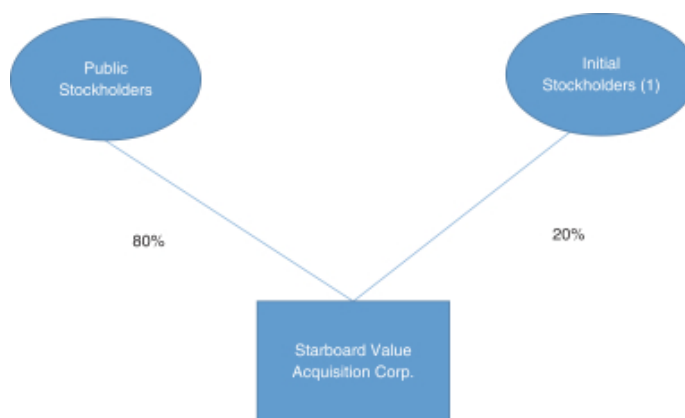 Public
Stockholders
Initial
Stockholders (1)
80%
20%
Starboard Value
Acquisition Corp.